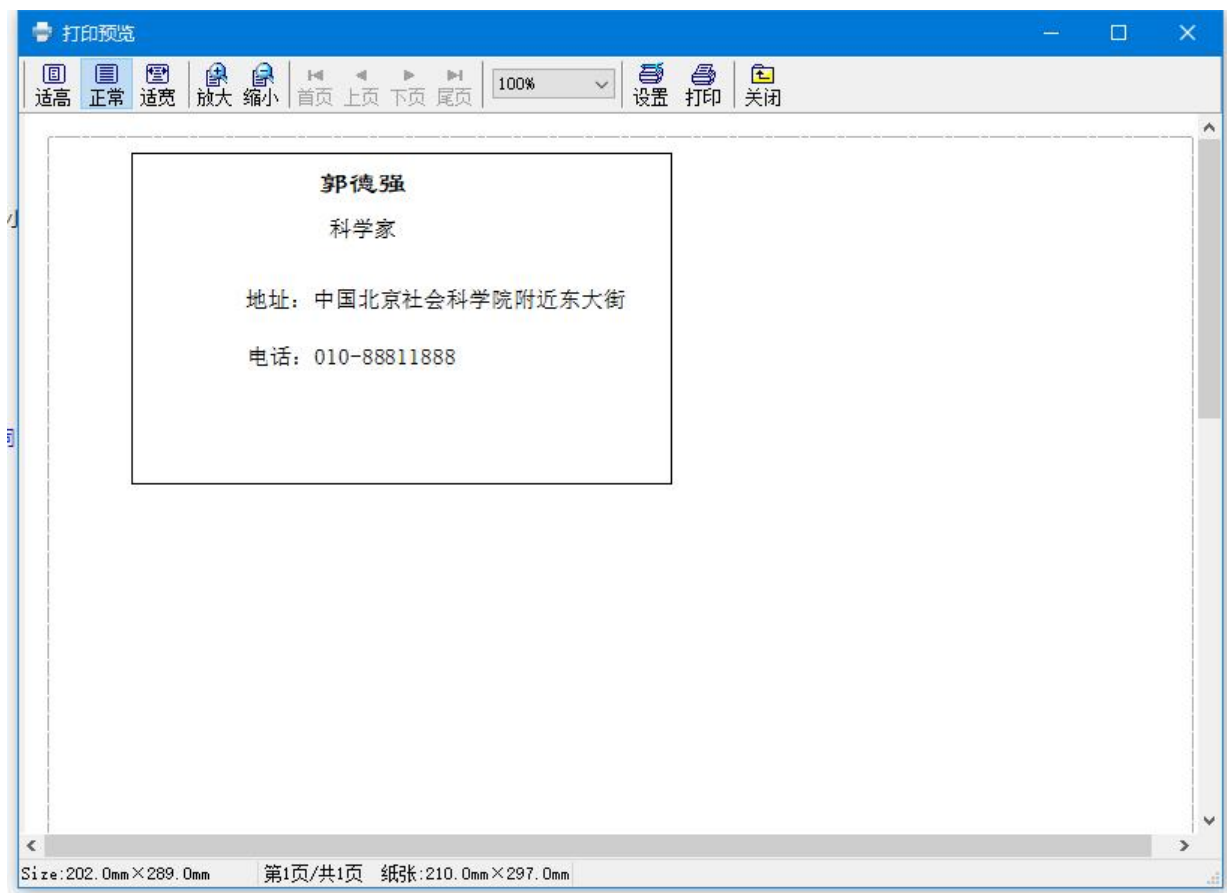 打印预览
适高 正常 适宽 放大 缩小 首页 上页 下页 尾页 100% 设置 打印 关闭
郭德强
科学家
地址：中国北京社会科学院附近东大街
电话：010-88811888
Size:202.0mm×289.0mm 第1页/共1页 纸张:210.0mm×297.0mm